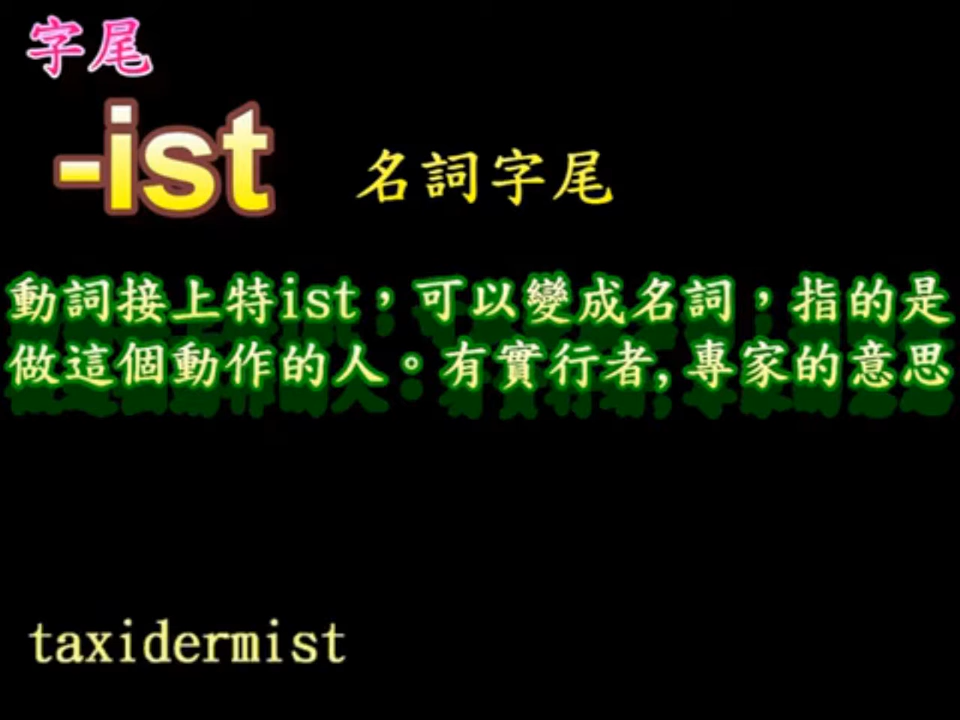 字尾
-ist 名詞字尾
動詞接上特ist，可以變成名詞，指的是
做這個動作的人。有實行者,專家的意思
taxidermist